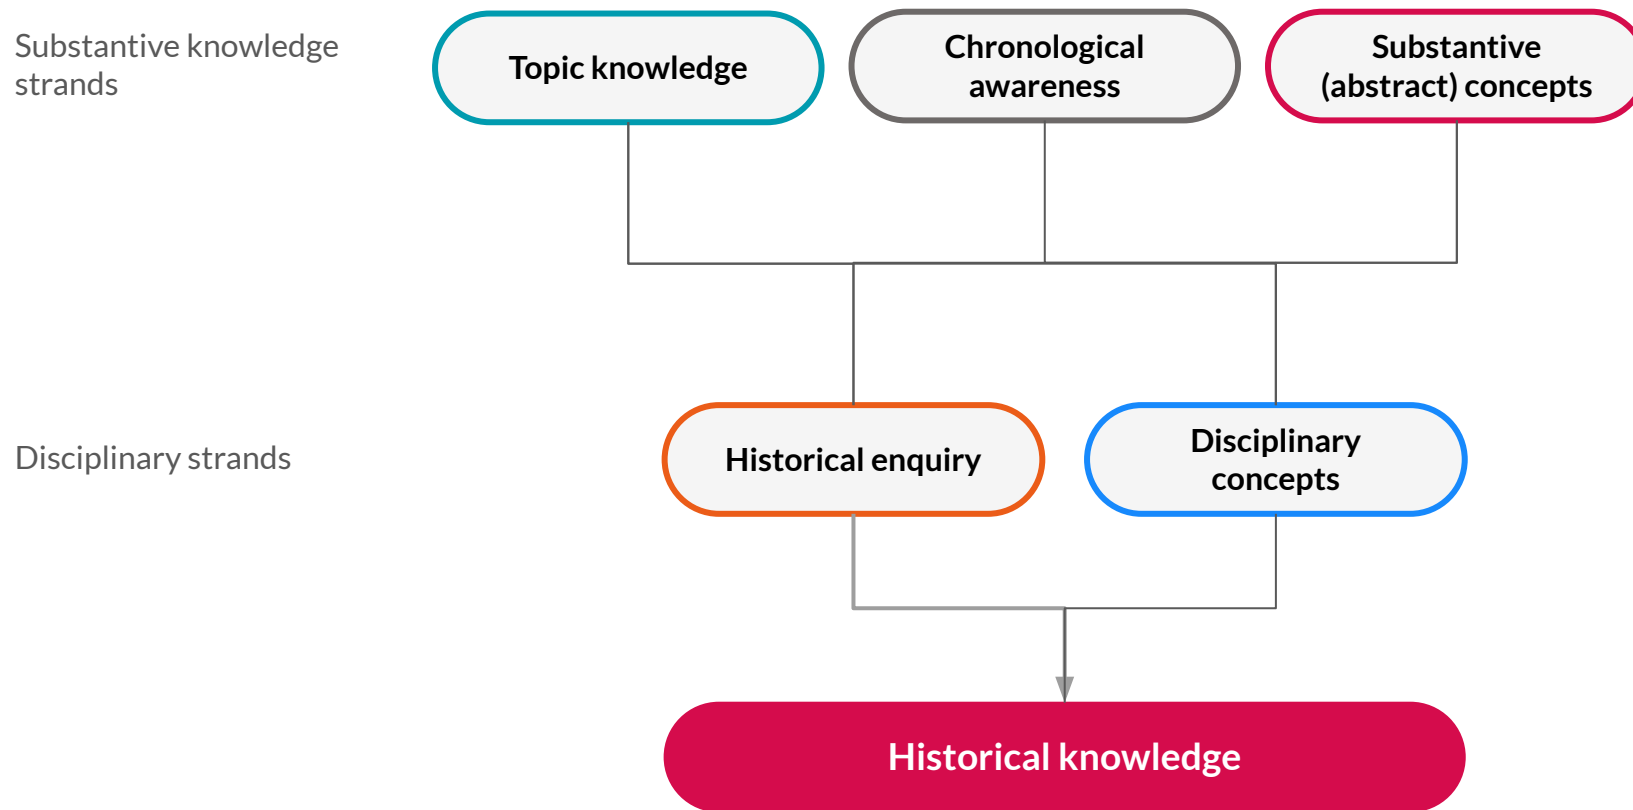 Substantive knowledge
strands
Topic knowledge
Chronological
awareness
Substantive
(abstract) concepts
Disciplinary strands
Historical enquiry
Disciplinary
concepts
Historical knowledge